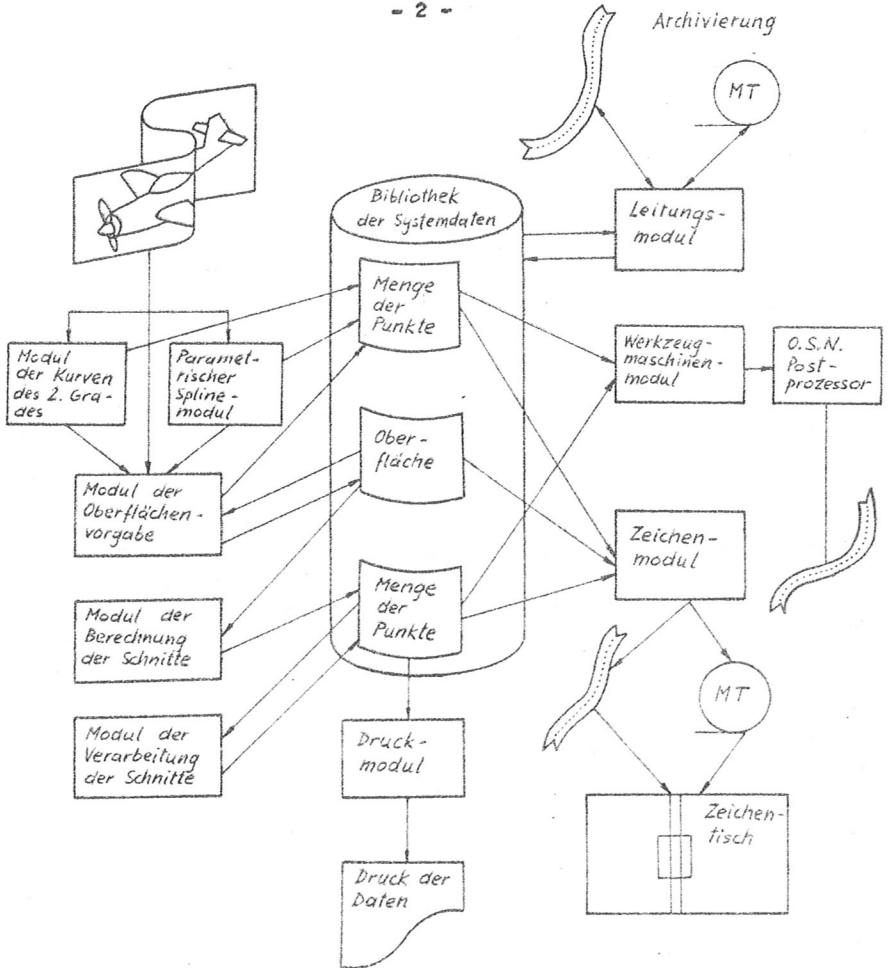 - 2 -
Archivierung
MT
Bibliothek
der Systemdaten
Leitungs-
modul
Menge
der
Punkte
Modul
der Kurven
des 2. Gra-
des
Paramet-
rischer
Spline-
modul
Werkzeug-
maschinen-
modul
O.S.N.
Post-
prozessor
Ober-
fläche
Modul der
Oberflächen-
vorgabe
Zeichen-
modul
Menge
der
Punkte
Modul der
Berechnung
der Schnitte
MT
Modul der
Verarbeitung
der Schnitte
Druck-
modul
Zeichen-
tisch
Druck der
Daten